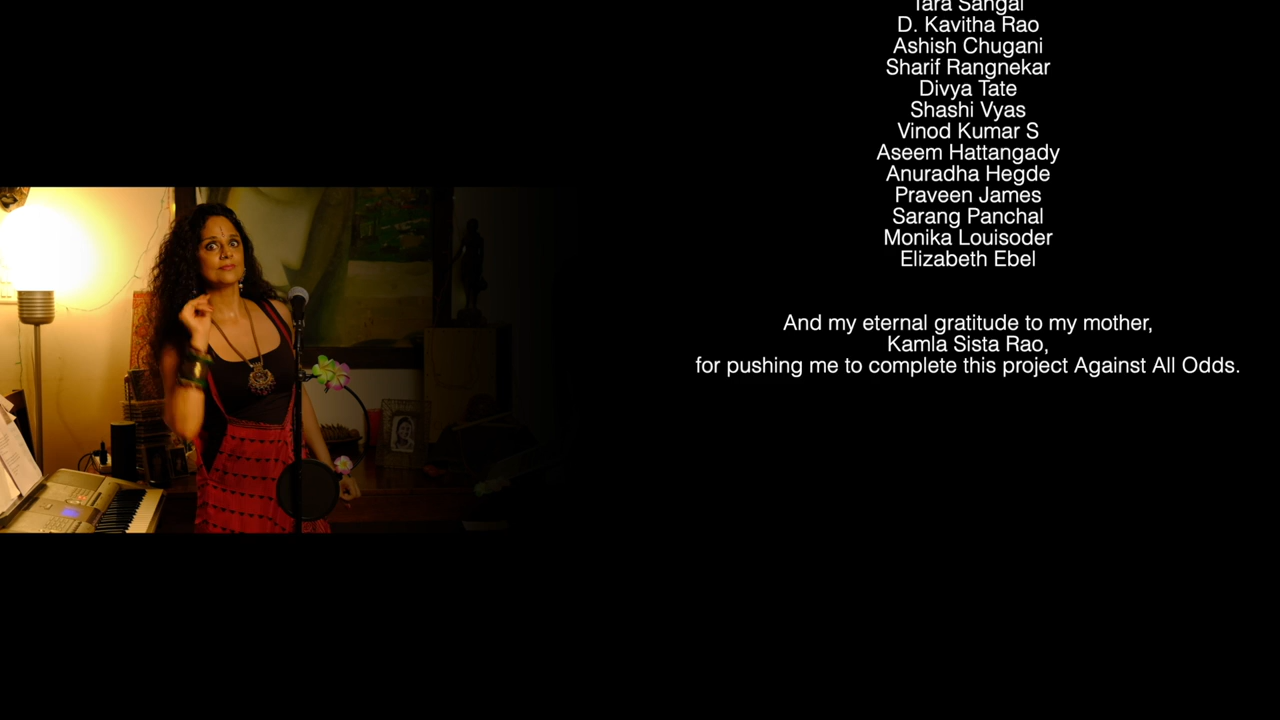 Tara Sangal
D. Kavitha Rao
Ashish Chugani
Sharif Rangnekar
Divya Tate
Shashi Vyas
Vinod Kumar S
Aseem Hattangady
Anuradha Hegde
Praveen James
Sarang Panchal
Monika Louisoder
Elizabeth Ebel
And my eternal gratitude to my mother,
Kamla Sista Rao,
for pushing me to complete this project Against All Odds.